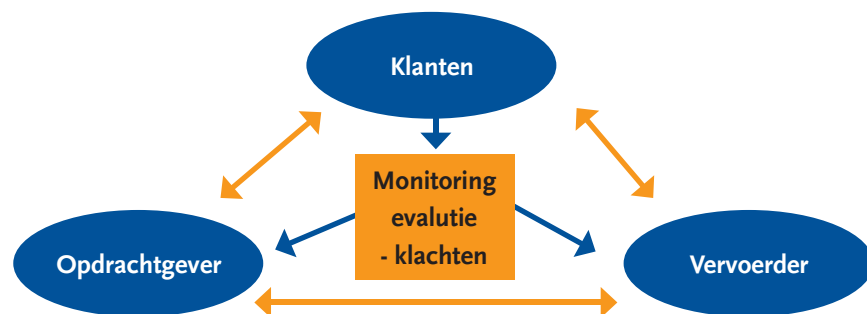 Klanten
Monitoring
evalutie
- klachten
Opdrachtgever
Vervoerder